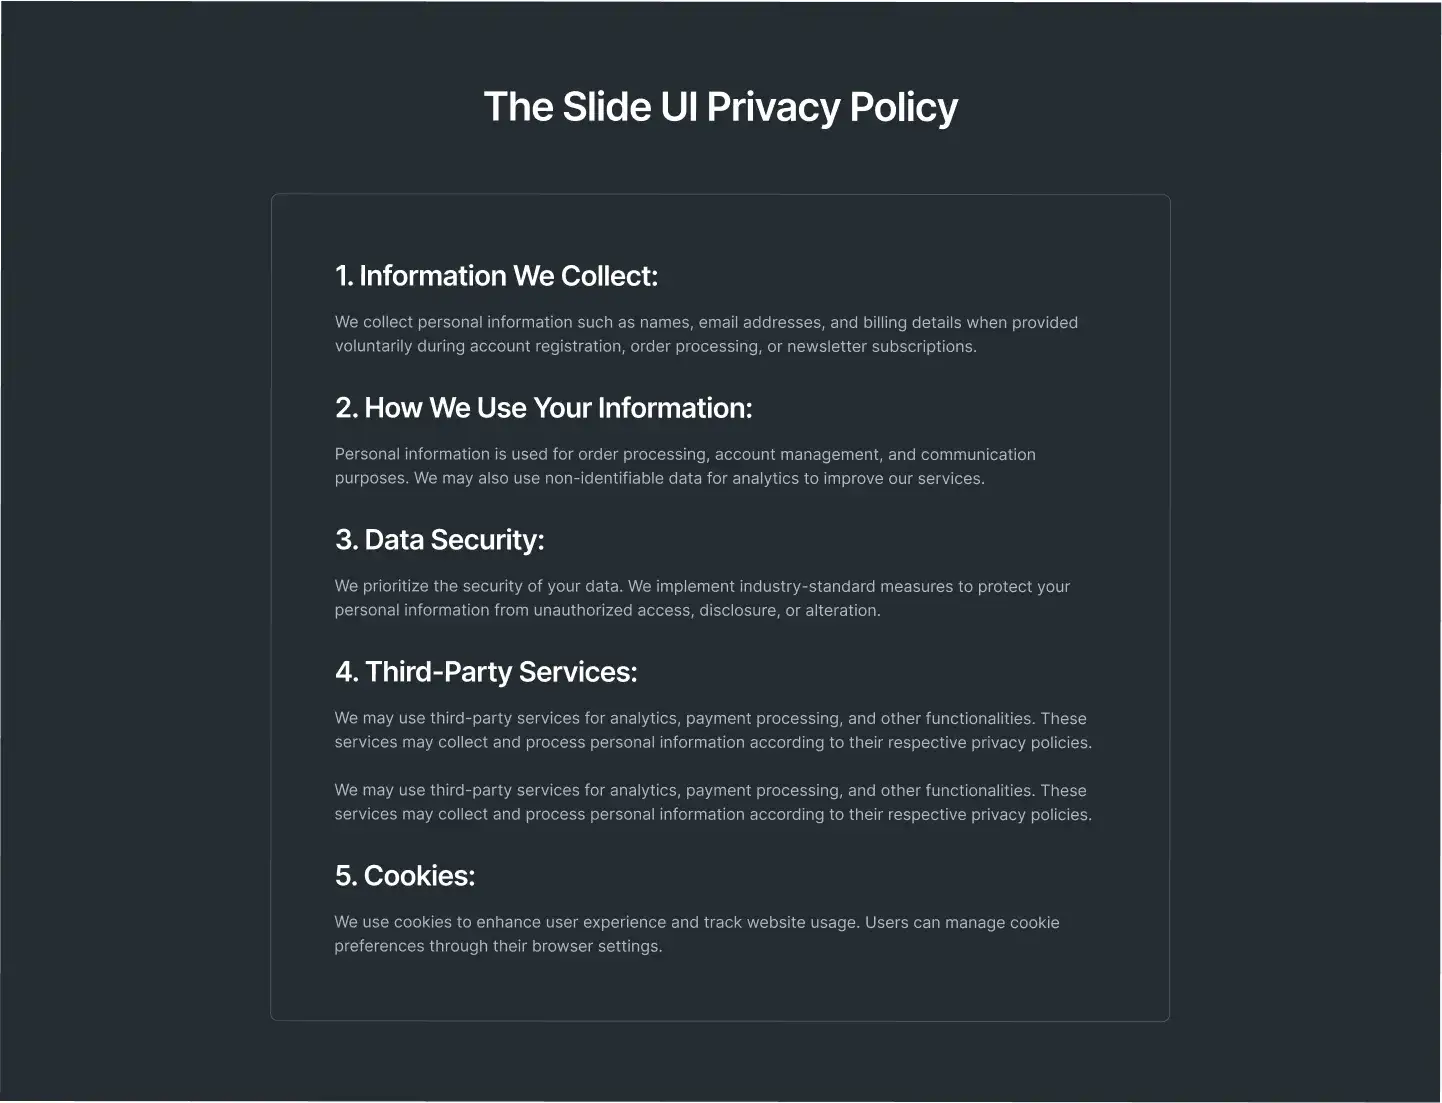 The Slide UI Privacy Policy
1. Information We Collect:
We collect personal information such as names, email addresses, and billing details when provided
voluntarily during account registration, order processing, or newsletter subscriptions.
2. How We Use Your Information:
Personal information is used for order processing, account management, and communication
purposes. We may also use non-identifiable data for analytics to improve our services.
3. Data Security:
We prioritize the security of your data. We implement industry-standard measures to protect your
personal information from unauthorized access, disclosure, or alteration.
4. Third-Party Services:
We may use third-party services for analytics, payment processing, and other functionalities. These
services may collect and process personal information according to their respective privacy policies.
We may use third-party services for analytics, payment processing, and other functionalities. These
services may collect and process personal information according to their respective privacy policies.
5. Cookies:
We use cookies to enhance user experience and track website usage. Users can manage cookie
preferences through their browser settings.